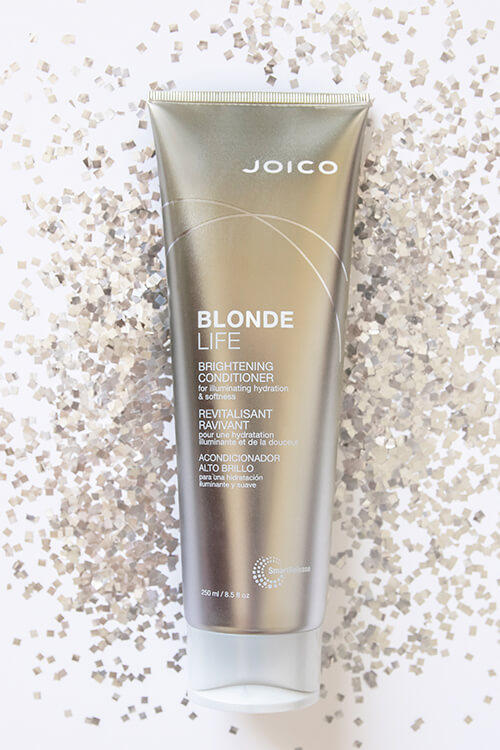 JOICO
BLONDE
LIFE
BRIGHTENING
CONDITIONER
for illuminating hydration
& softness
REVITALISANT
RAVIVANT
pour une hydratation
illuminante et de la douceur
ACONDICIONADOR
ALTO BRILLO
para una hidratación
iluminante y suave
SmartRelease
250 ml / 8.5 fl oz